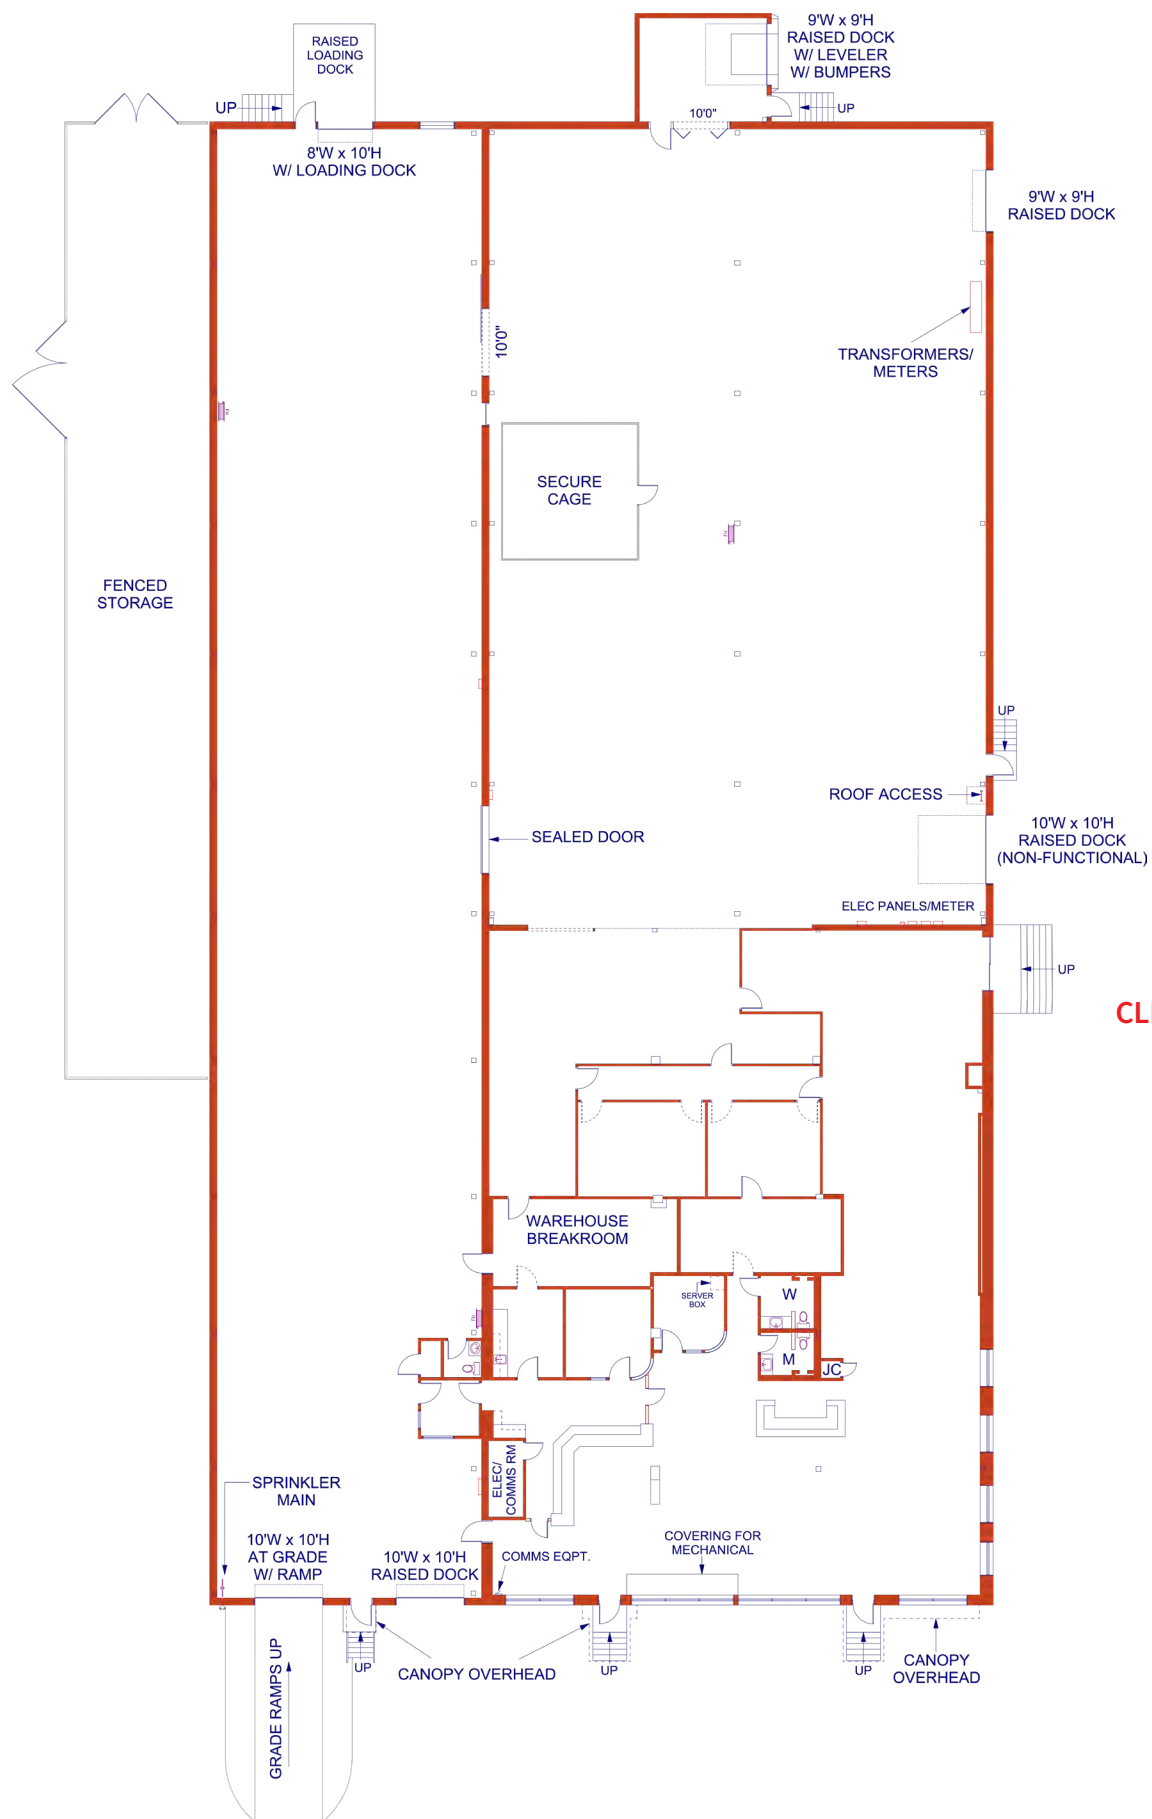 RAISED
LOADING
DOCK
9'W x 9'H
RAISED DOCK
W/ LEVELER
W/ BUMPERS
UP
10'0"
UP
8'W x 10'H
W/ LOADING DOCK
9'W x 9'H
RAISED DOCK
10'0"
TRANSFORMERS/
METERS
SECURE
CAGE
FENCED
STORAGE
UP
ROOF ACCESS
SEALED DOOR
10'W x 10'H
RAISED DOCK
(NON-FUNCTIONAL)
ELEC PANELS/METER
UP
WAREHOUSE
BREAKROOM
SERVER
BOX
W
M
JC
ELEC/
COMMS RM
SPRINKLER
MAIN
10'W x 10'H
AT GRADE
W/ RAMP
10'W x 10'H
RAISED DOCK
COMMS EQPT.
COVERING FOR
MECHANICAL
UP
CANOPY OVERHEAD
UP
UP
CANOPY
OVERHEAD
GRADE RAMPS UP